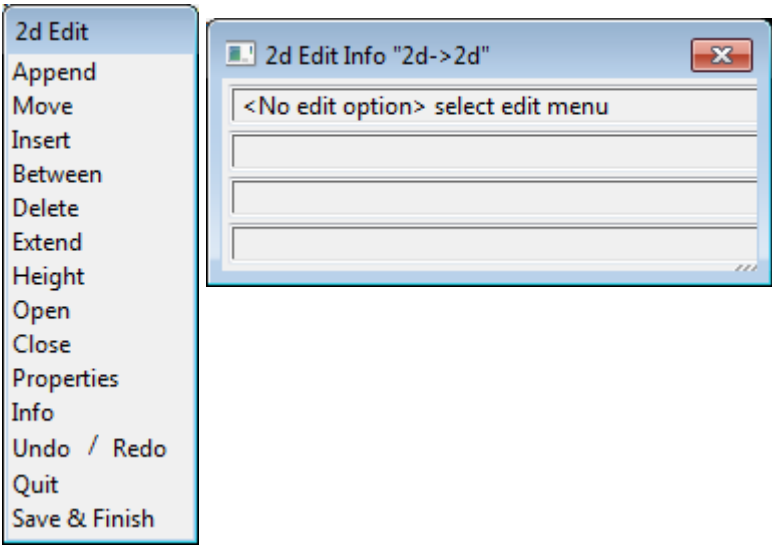 2d Edit
Append
Move
Insert
Between
Delete
Extend
Height
Open
Close
Properties
Info
Undo / Redo
Quit
Save & Finish
2d Edit Info "2d->2d"
<No edit option> select edit menu